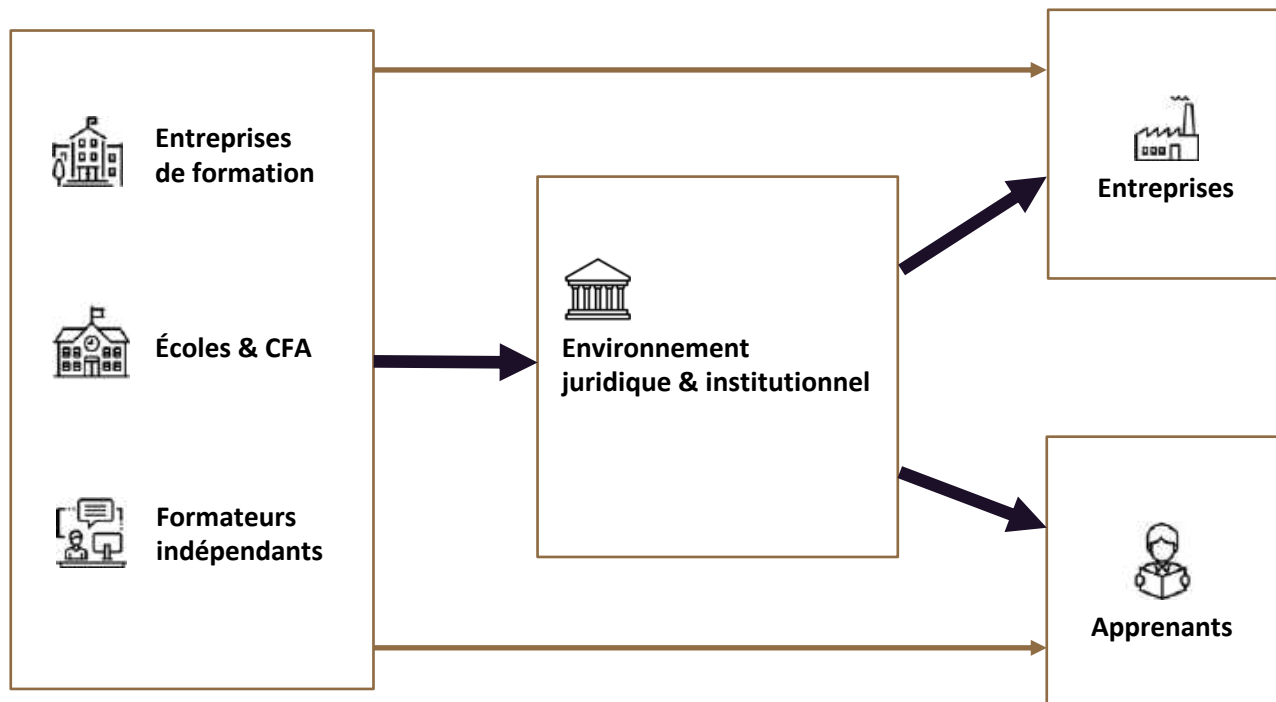 Entreprises
de formation
Écoles & CFA
Formateurs
indépendants
Environnement
juridique & institutionnel
Entreprises
Apprenants